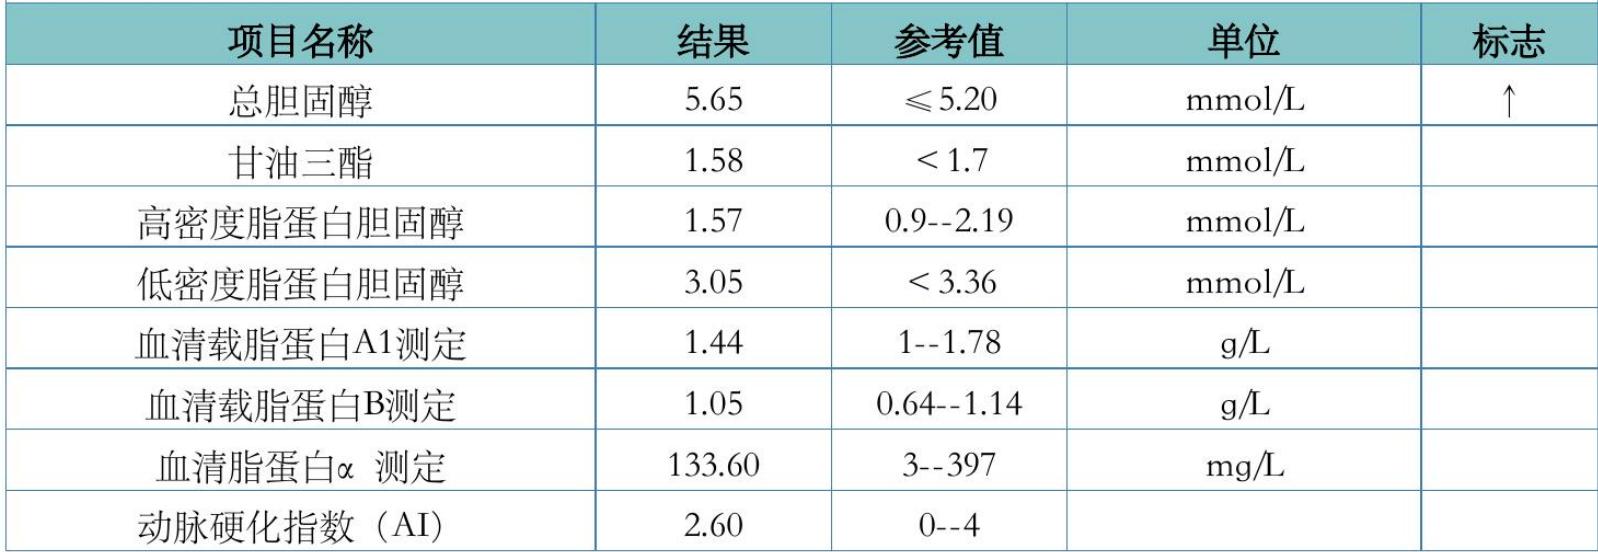 项目名称 结果 参考值 单位 标志
总胆固醇 5.65 ≤5.20 mmol/L ↑
甘油三酯 1.58 <1.7 mmol/L
高密度脂蛋白胆固醇 1.57 0.9--2.19 mmol/L
低密度脂蛋白胆固醇 3.05 <3.36 mmol/L
血清载脂蛋白A1测定 1.44 1--1.78 g/L
血清载脂蛋白B测定 1.05 0.64--1.14 g/L
血清脂蛋白α 测定 133.60 3--397 mg/L
动脉硬化指数（AI） 2.60 0--4